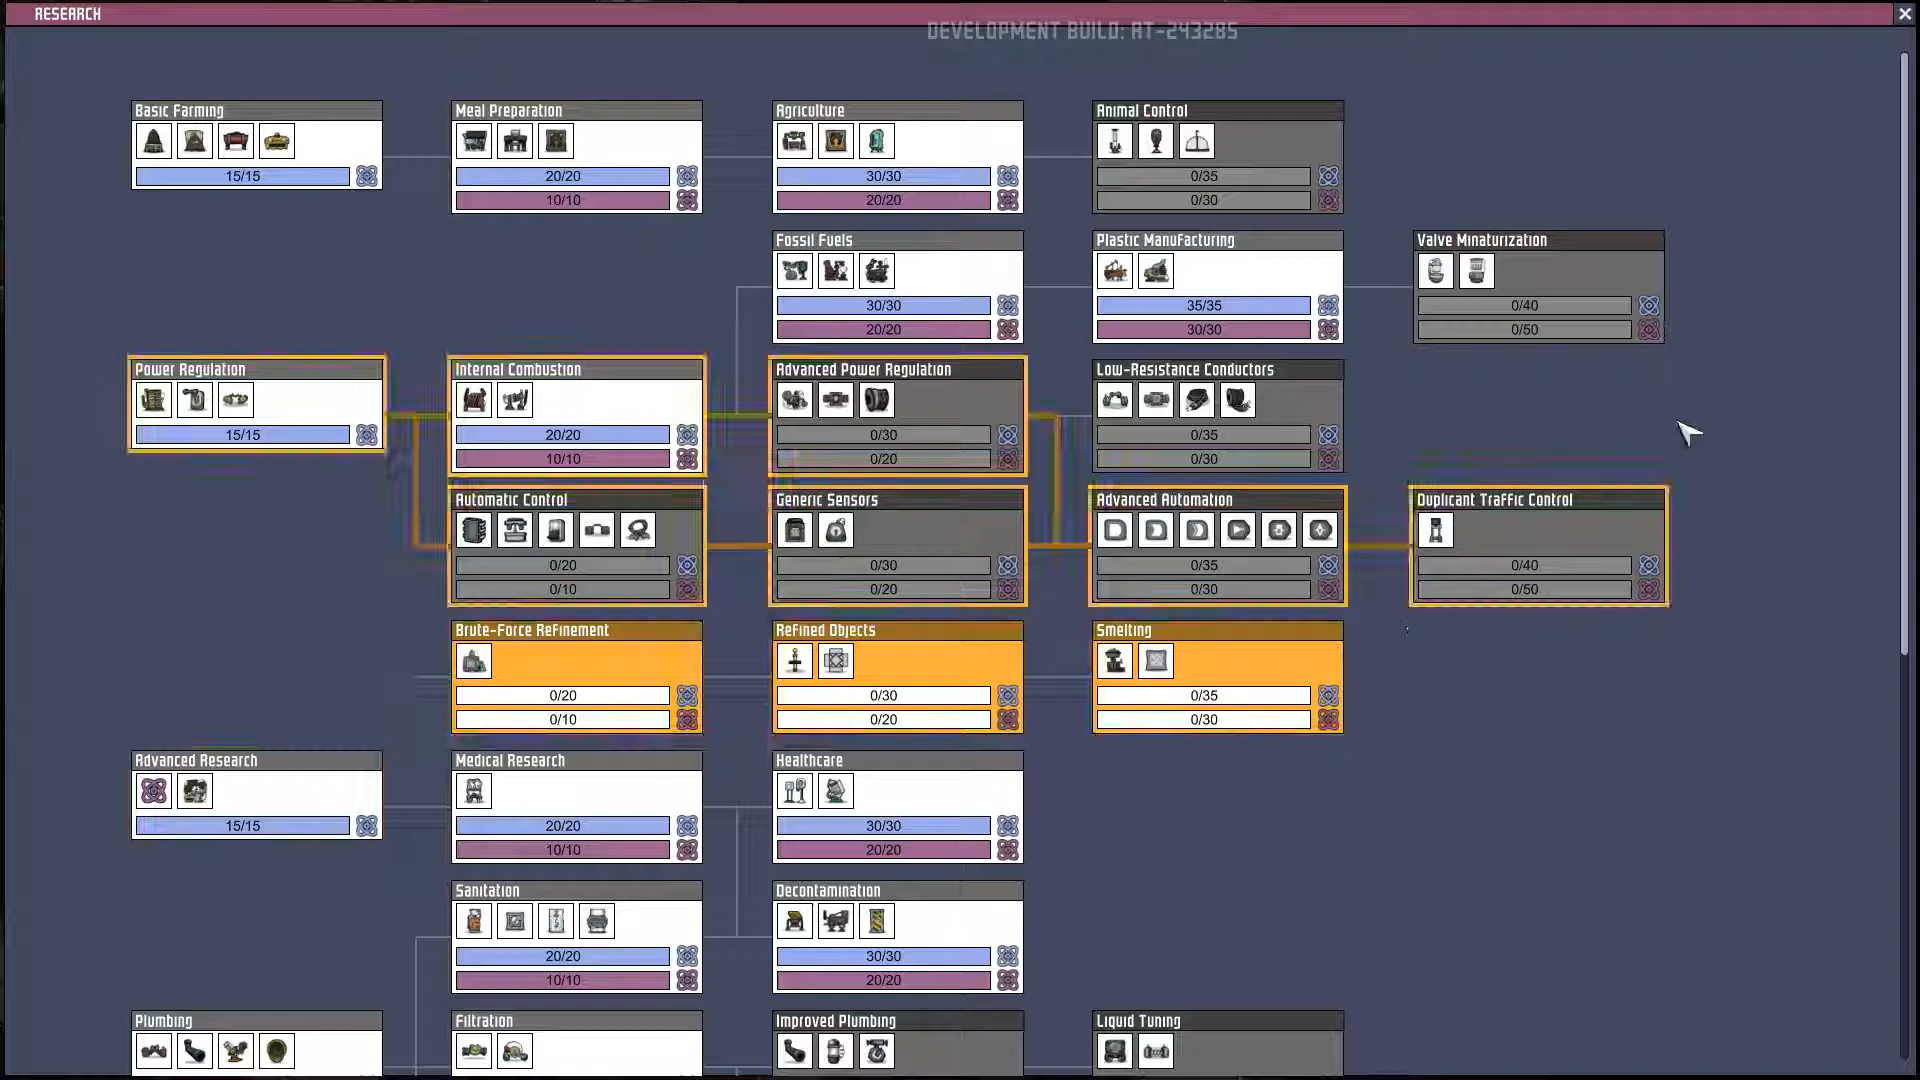 RESEARCH
DEVELOPMENT BUILD: AT-243285
Basic Farming
15/15
Meal Preparation
20/20
10/10
Agriculture
30/30
20/20
Animal Control
0/35
0/30
Fossil Fuels
30/30
20/20
Plastic Manufacturing
35/35
30/30
Valve Minaturization
0/40
0/50
Power Regulation
15/15
Internal Combustion
20/20
10/10
Advanced Power Regulation
0/30
0/20
Low-Resistance Conductors
0/35
0/30
Automatic Control
0/20
0/10
Generic Sensors
0/30
0/20
Advanced Automation
0/35
0/30
Duplicant Traffic Control
0/40
0/50
Brute-Force Refinement
0/20
0/10
Refined Objects
0/30
0/20
Smelting
0/35
0/30
Advanced Research
15/15
Medical Research
20/20
10/10
Healthcare
30/30
20/20
Sanitation
20/20
10/10
Decontamination
30/30
20/20
Plumbing
Filtration
Improved Plumbing
Liquid Tuning